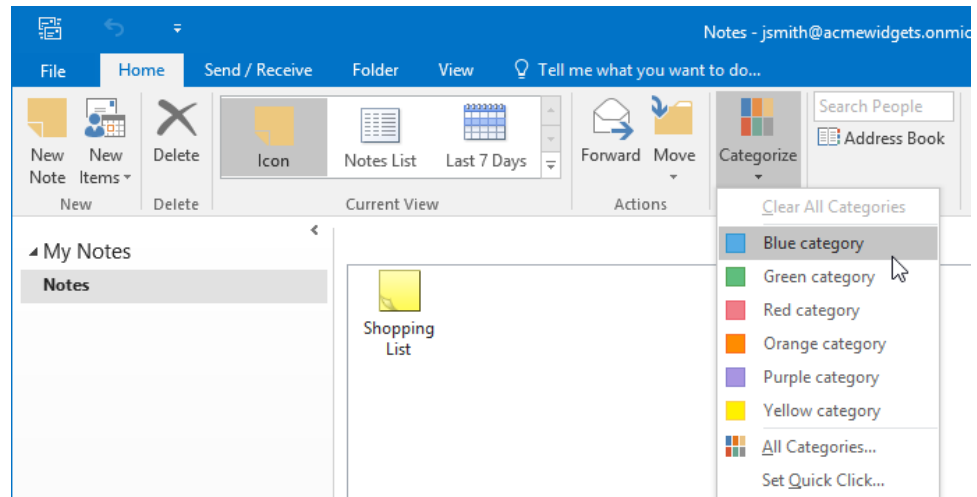 Notes - jsmith@acmewidgets.onmic
File Home Send / Receive Folder View Tell me what you want to do...
New Note
New Items
Delete
Icon
Notes List
Last 7 Days
Forward
Move
Categorize
Search People
Address Book
New
Delete
Current View
Actions
Clear All Categories
Blue category
Green category
Red category
Orange category
Purple category
Yellow category
All Categories...
Set Quick Click...
My Notes
Notes
Shopping
List